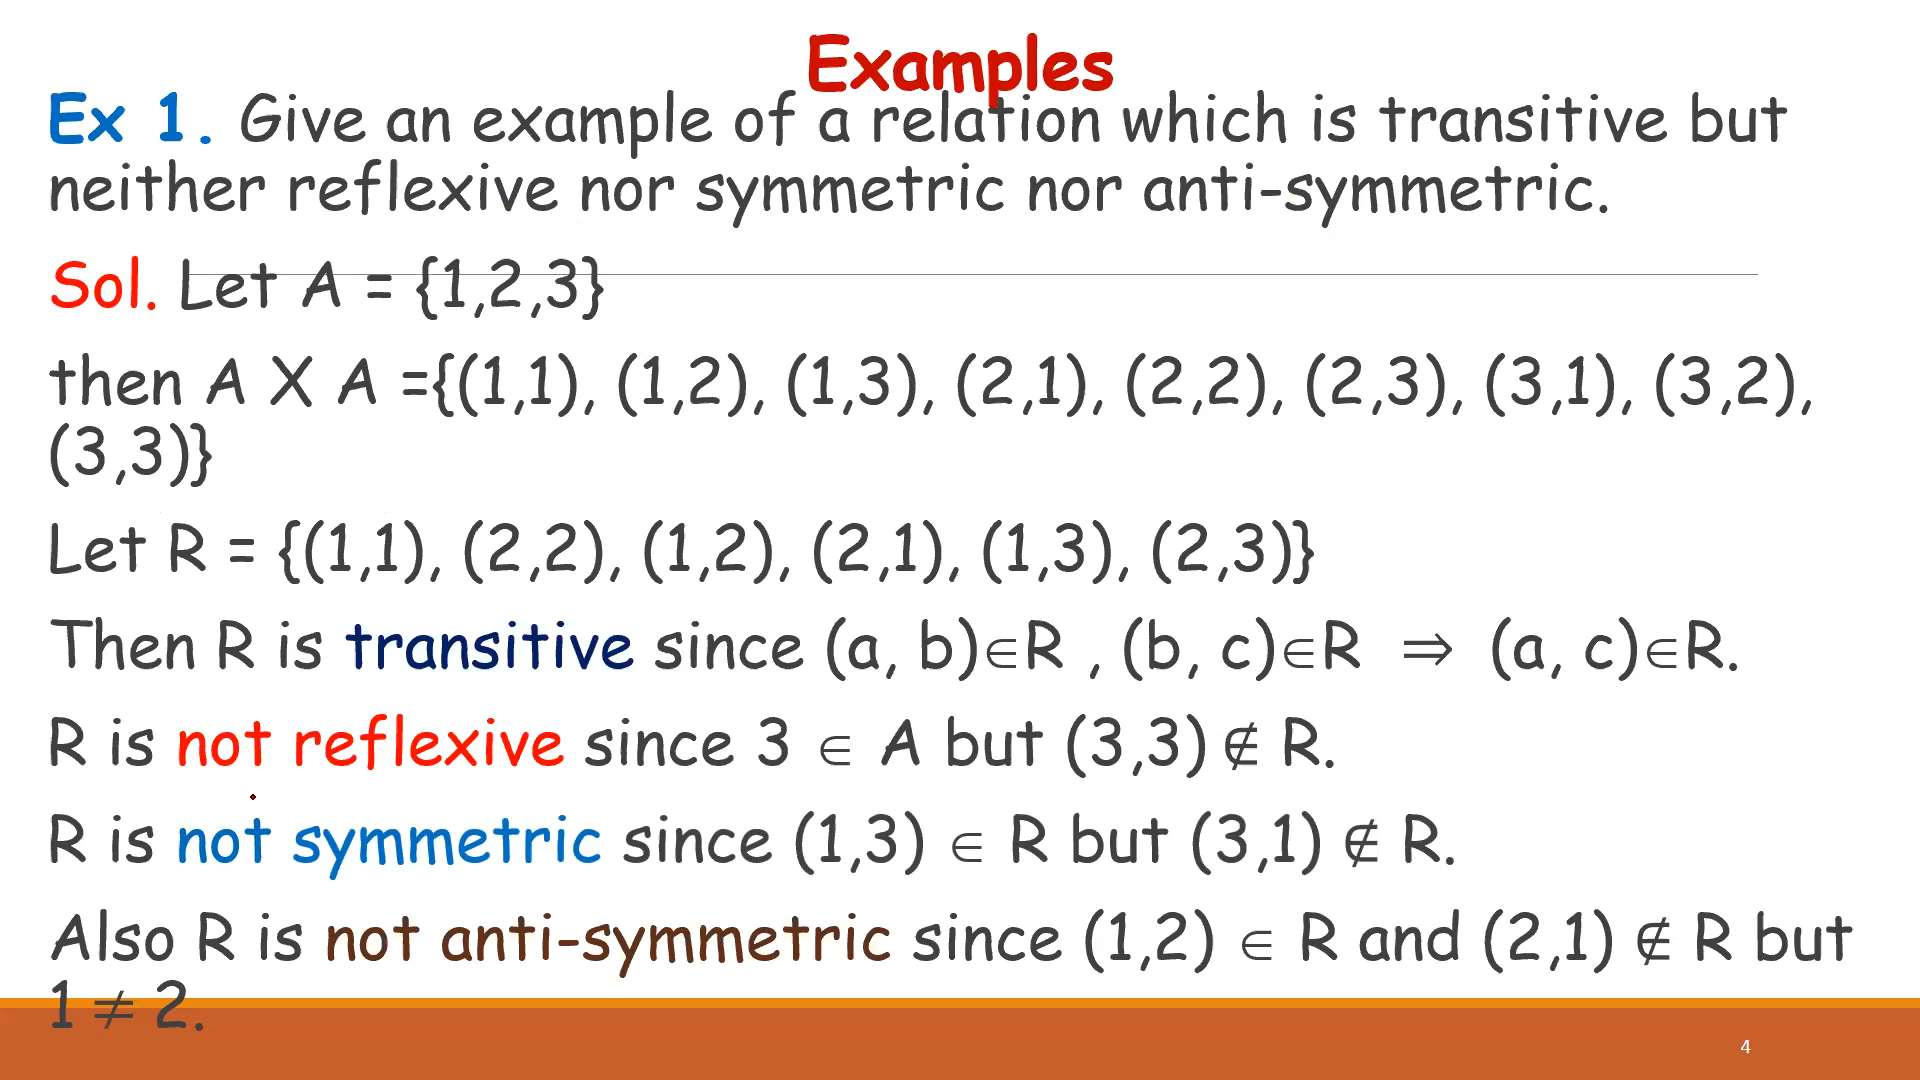 Examples
Ex 1. Give an example of a relation which is transitive but
neither reflexive nor symmetric nor anti-symmetric.
Sol. Let A = {1,2,3}
then A X A ={(1,1), (1,2), (1,3), (2,1), (2,2), (2,3), (3,1), (3,2),
(3,3)}
Let R = {(1,1), (2,2), (1,2), (2,1), (1,3), (2,3)}
Then R is transitive since (a, b)∈R , (b, c)∈R ⇒ (a, c)∈R.
R is not reflexive since 3 ∈ A but (3,3) ∉ R.
R is not symmetric since (1,3) ∈ R but (3,1) ∉ R.
Also R is not anti-symmetric since (1,2) ∈ R and (2,1) ∉ R but
1 ≠ 2.
4